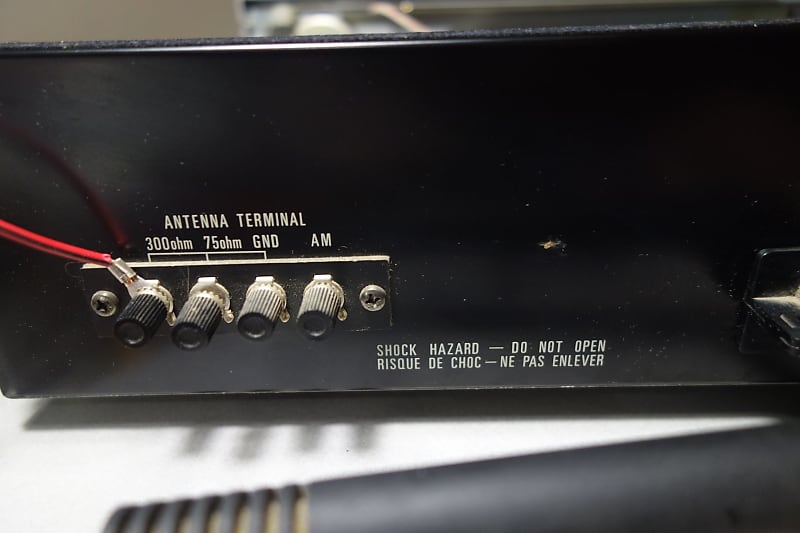 ANTENNA TERMINAL
300ohm 75ohm GND AM
SHOCK HAZARD — DO NOT OPEN
RISQUE DE CHOC — NE PAS ENLEVER